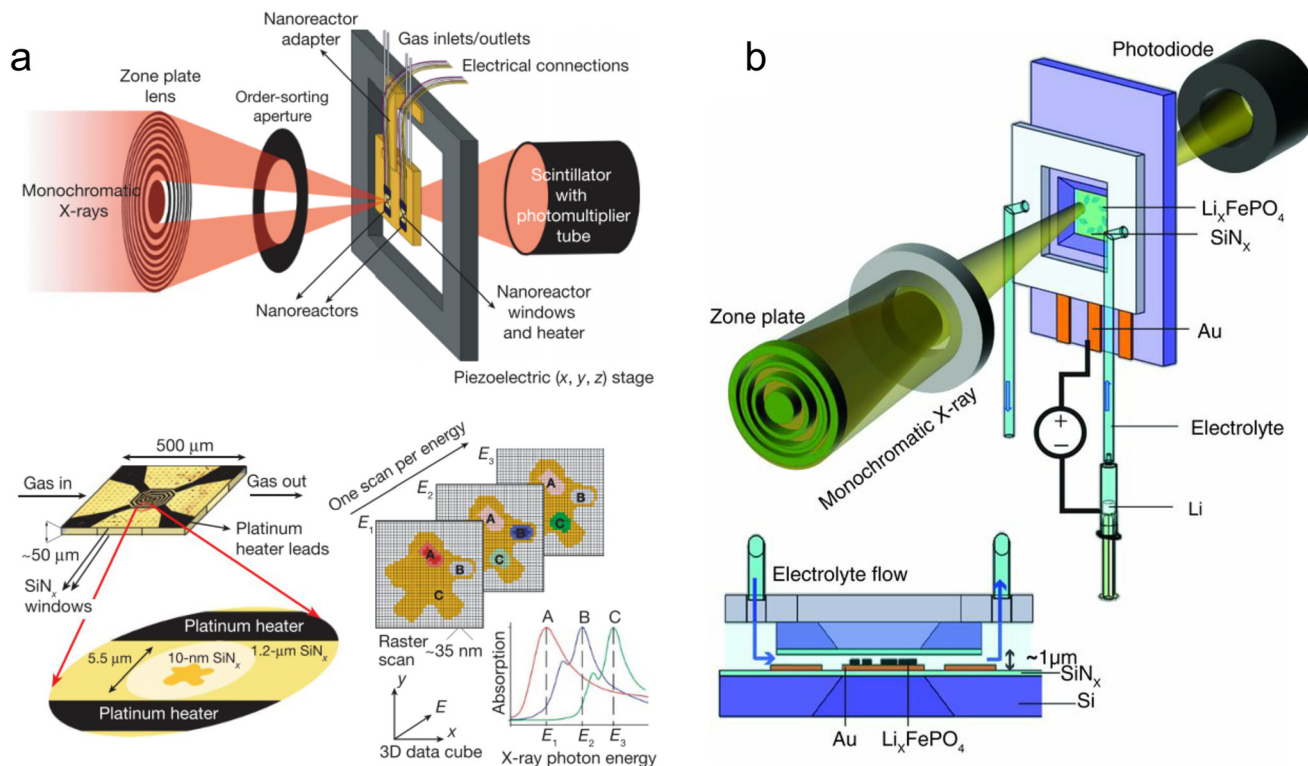 a
Nanoreactor
adapter
Gas inlets/outlets
Electrical connections
Zone plate
lens
Order-sorting
aperture
Monochromatic
X-rays
Scintillator
with
photomultiplier
tube
Nanoreactors
Nanoreactor
windows
and heater
Piezoelectric (x, y, z) stage
500 μm
Gas in
Gas out
Platinum
heater leads
~50 μm
SiNx
windows
Platinum heater
5.5 μm
10-nm SiNx
1.2-μm SiNx
Platinum heater
One scan per energy
E3
E2
E1
A
B
C
A
B
C
A
B
C
Raster
scan
~35 nm
y
E
x
3D data cube
A B C
Absorption
E1 E2 E3
X-ray photon energy
b
Photodiode
LixFePO4
SiNx
Zone plate
Au
Monochromatic X-ray
+
−
Electrolyte
Li
Electrolyte flow
~1μm
SiNx
Si
Au
LixFePO4